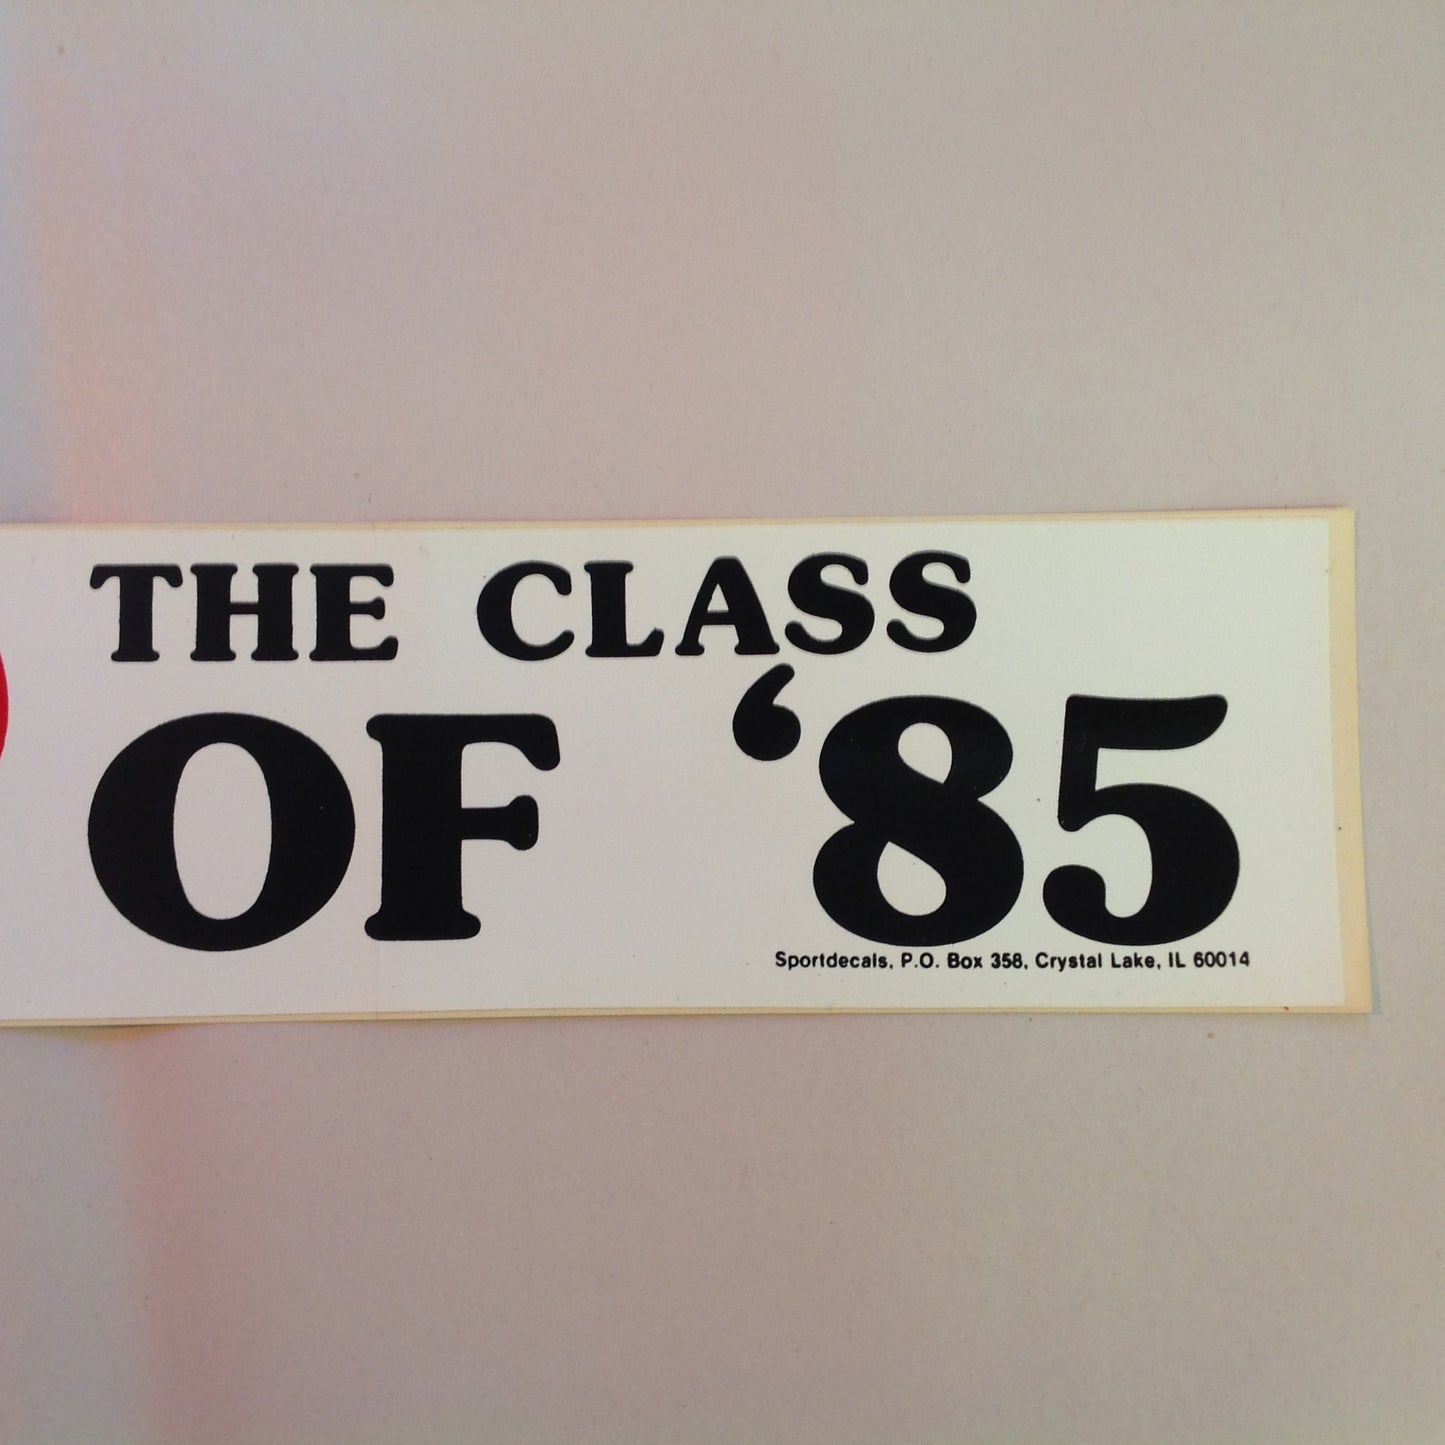 THE CLASS
OF ‘85
Sportdecals, P.O. Box 358, Crystal Lake, IL 60014